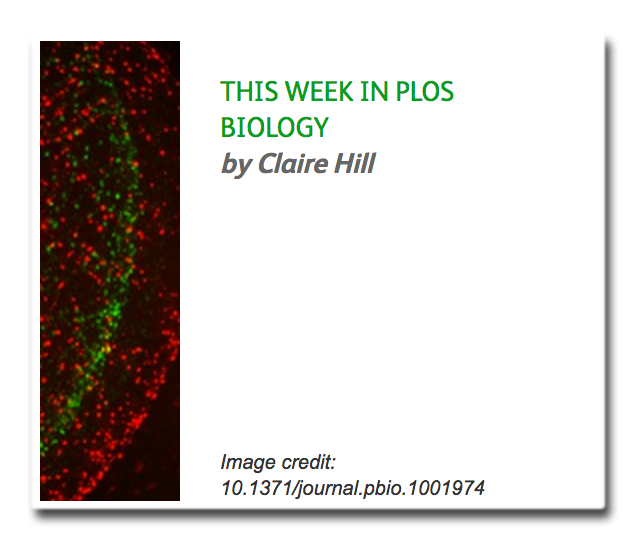 THIS WEEK IN PLOS
BIOLOGY
by Claire Hill
Image credit:
10.1371/journal.pbio.1001974